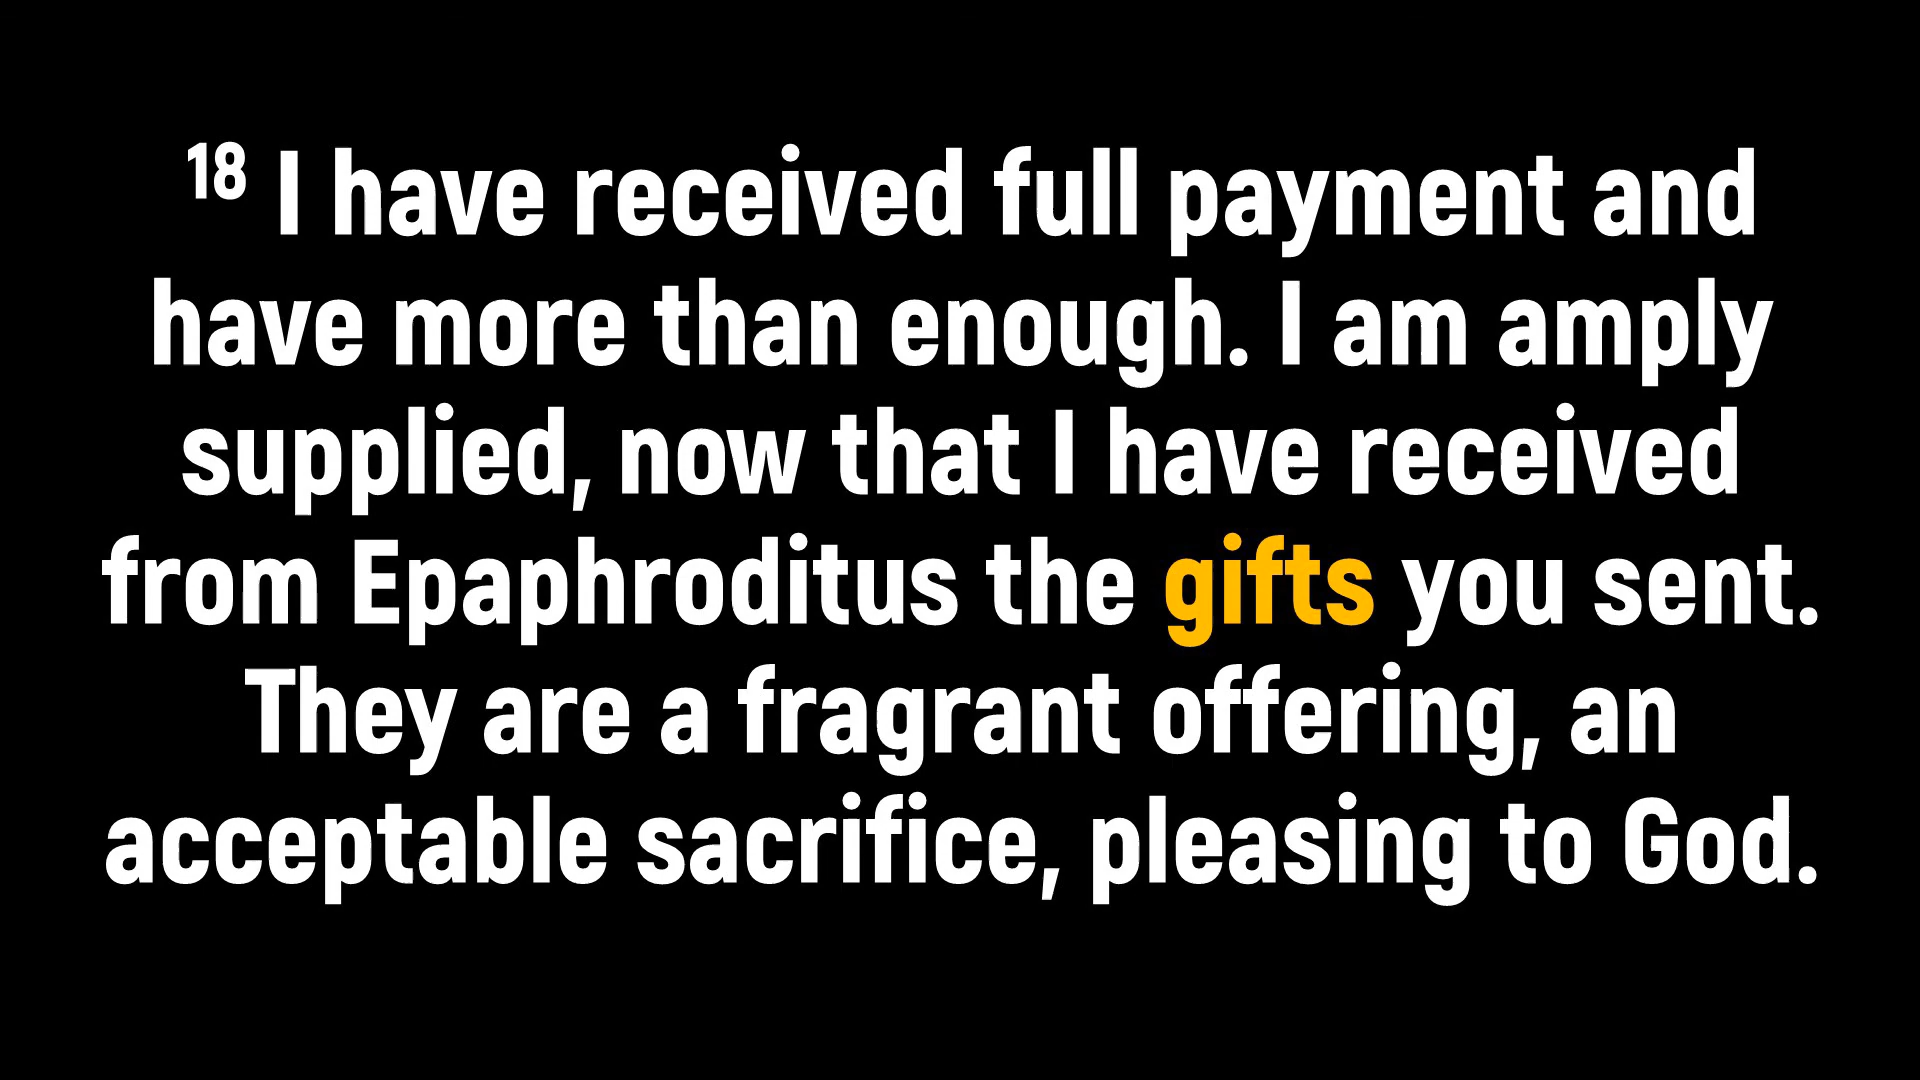 ¹⁸ I have received full payment and
have more than enough. I am amply
supplied, now that I have received
from Epaphroditus the gifts you sent.
They are a fragrant offering, an
acceptable sacrifice, pleasing to God.